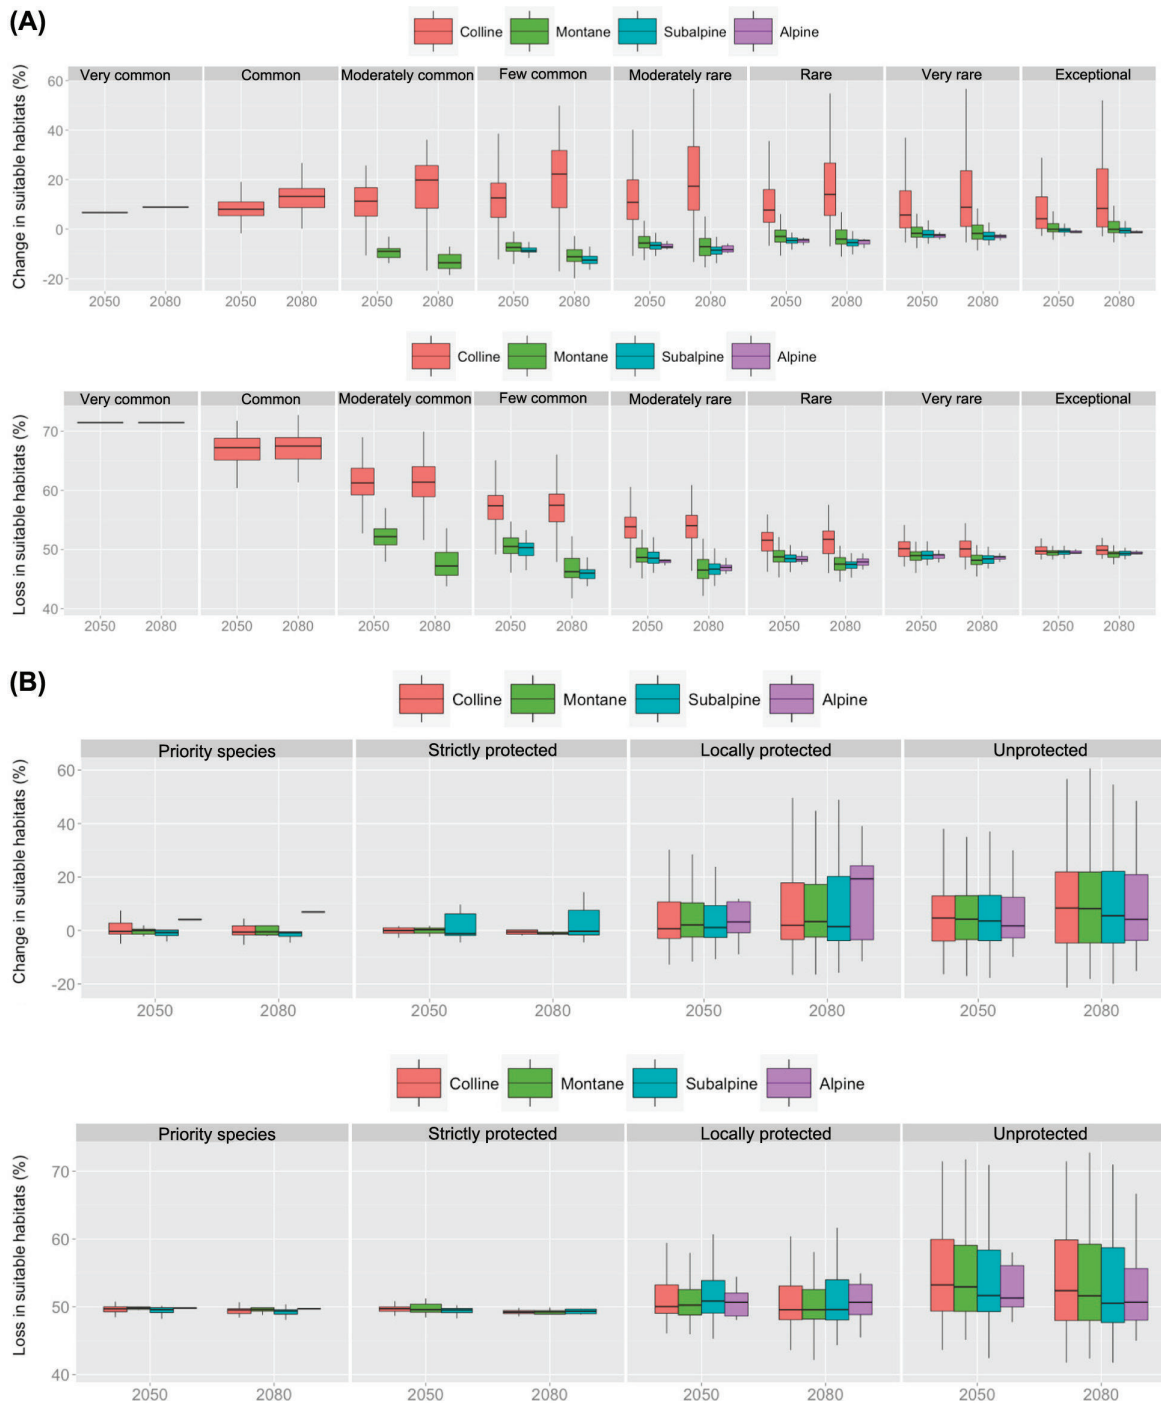 (A)
Colline Montane Subalpine Alpine
Very common Common Moderately common Few common Moderately rare Rare Very rare Exceptional
Change in suitable habitats (%)
60
40
20
0
-20
2050 2080 2050 2080 2050 2080 2050 2080 2050 2080 2050 2080 2050 2080 2050 2080
Colline Montane Subalpine Alpine
Very common Common Moderately common Few common Moderately rare Rare Very rare Exceptional
Loss in suitable habitats (%)
70
60
50
40
2050 2080 2050 2080 2050 2080 2050 2080 2050 2080 2050 2080 2050 2080 2050 2080
(B)
Colline Montane Subalpine Alpine
Priority species Strictly protected Locally protected Unprotected
Change in suitable habitats (%)
60
40
20
0
-20
2050 2080 2050 2080 2050 2080 2050 2080
Colline Montane Subalpine Alpine
Priority species Strictly protected Locally protected Unprotected
Loss in suitable habitats (%)
70
60
50
40
2050 2080 2050 2080 2050 2080 2050 2080